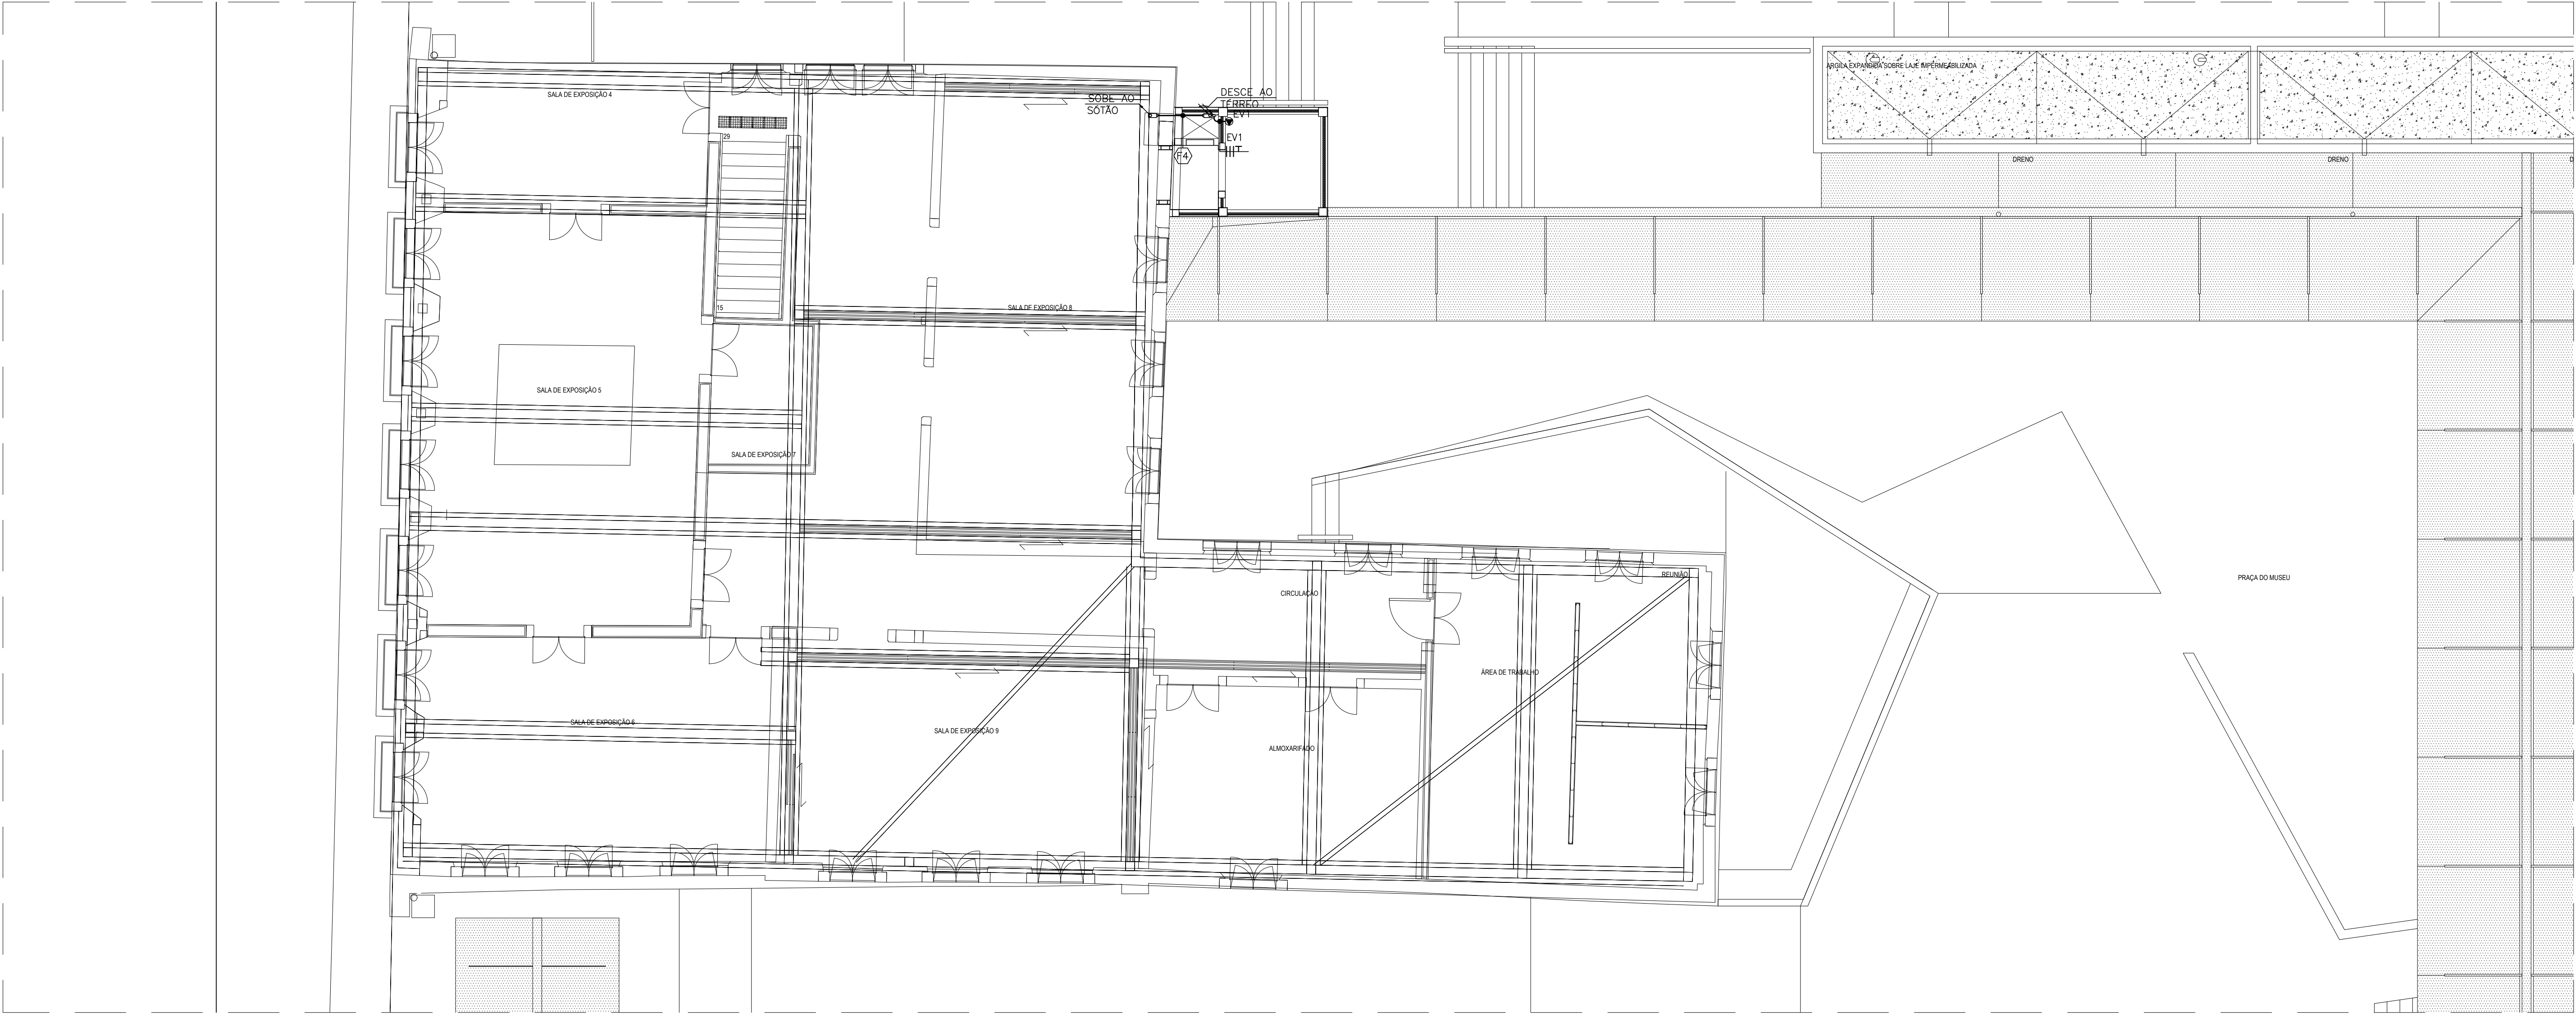 ARGILA EXPANDIDA SOBRE LAJE IMPERMEABILIZADA
SALA DE EXPOSIÇÃO 4
SOBE AO
SÓTÃO
DESCE AO
TÉRREO
EV1
EV1
F4
29
DRENO
DRENO
D
15
SALA DE EXPOSIÇÃO 8
SALA DE EXPOSIÇÃO 5
SALA DE EXPOSIÇÃO 7
REUNIÃO
PRAÇA DO MUSEU
CIRCULAÇÃO
ÁREA DE TRABALHO
SALA DE EXPOSIÇÃO 6
SALA DE EXPOSIÇÃO 9
ALMOXARIFADO